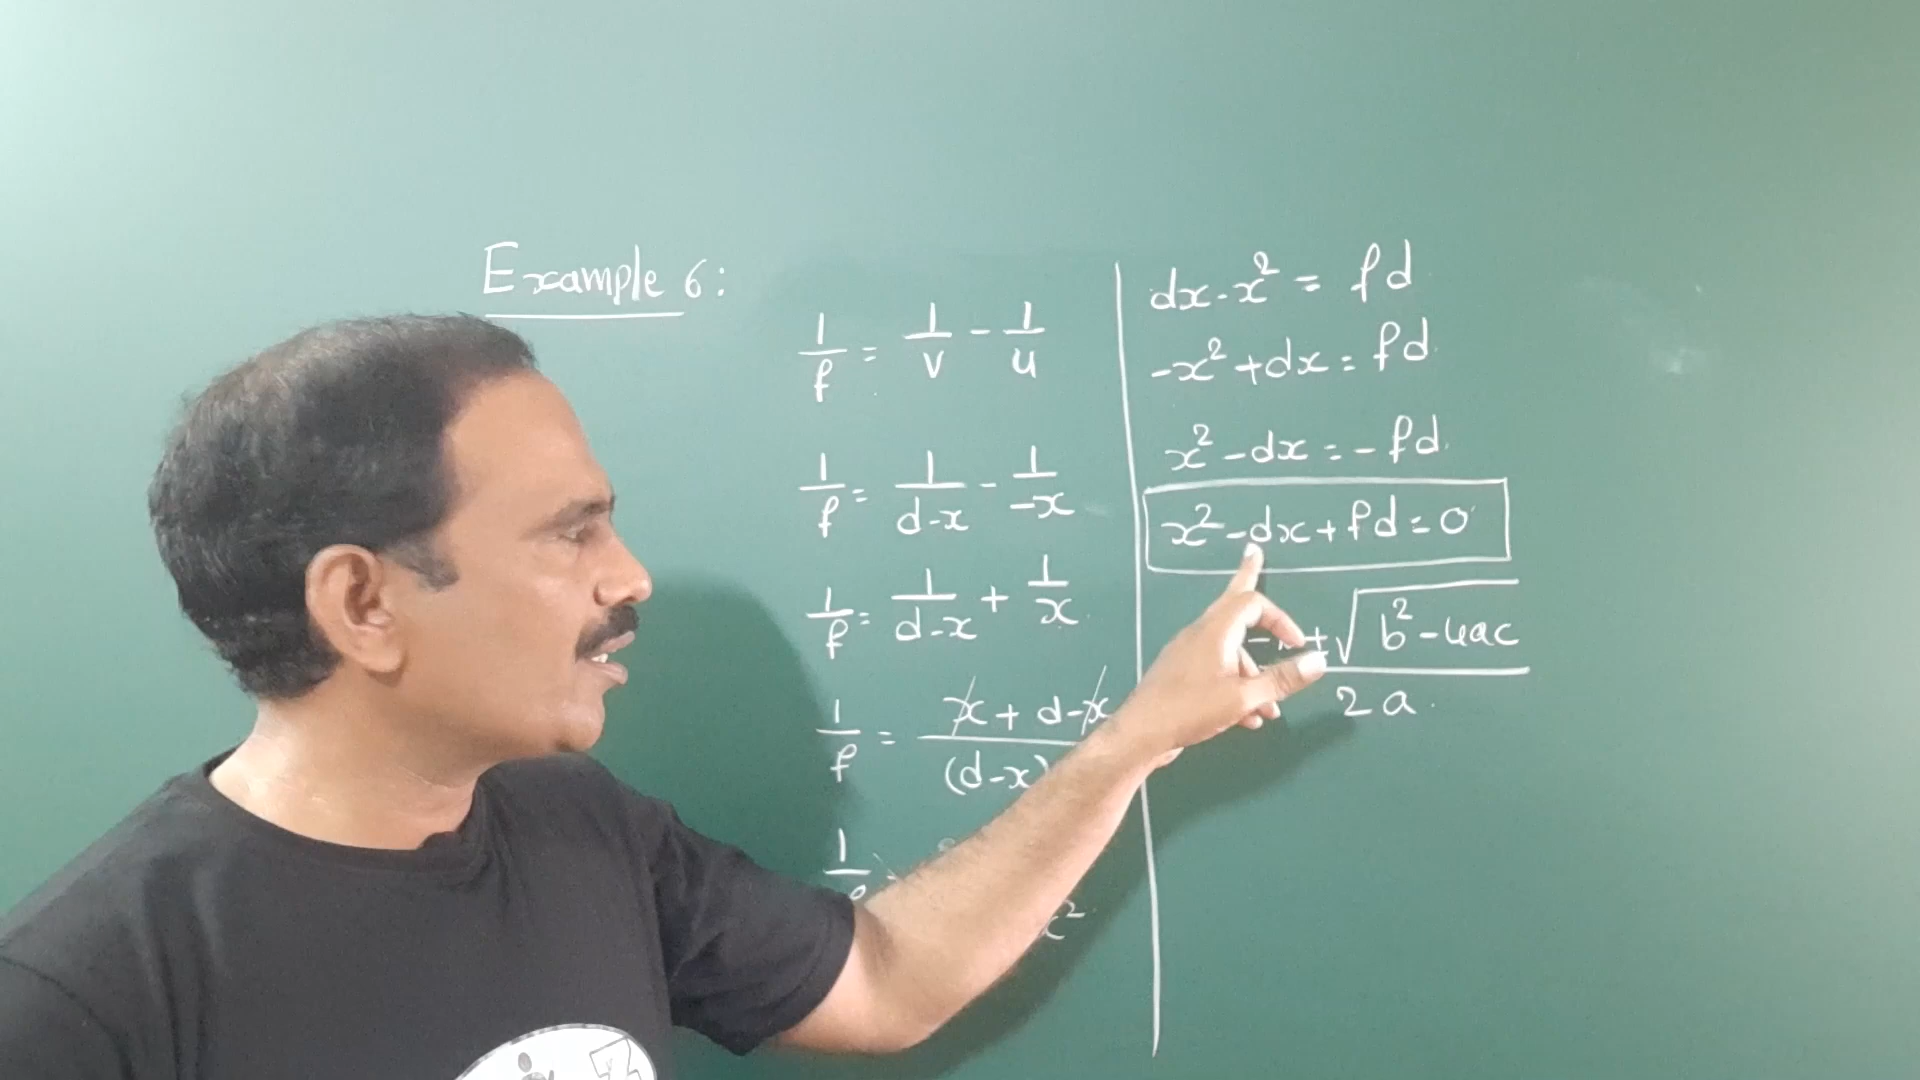 Example 6:
1/f = 1/v - 1/u
1/f = 1/d-x - 1/-x
1/f = 1/d-x + 1/x
1/f = x + d-x / (d-x)
1/
x²
dx-x² = fd
-x²+dx = fd
x²-dx = -fd
x²-dx+fd=0
± √b²-4ac / 2a